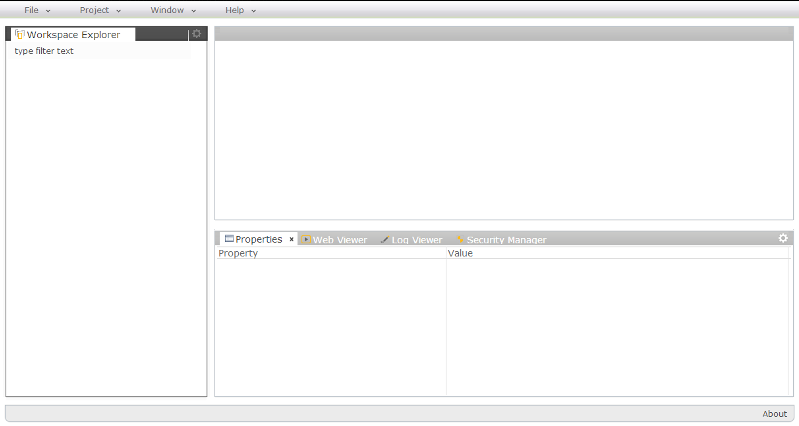 File Project Window Help
Workspace Explorer
type filter text
Properties Web Viewer Log Viewer Security Manager
Property Value
About